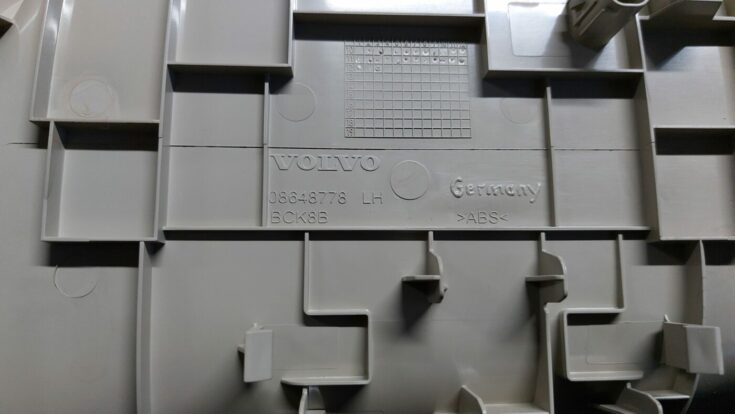 VOLVO
08648778 LH
BCK8B
Germany
>ABS<